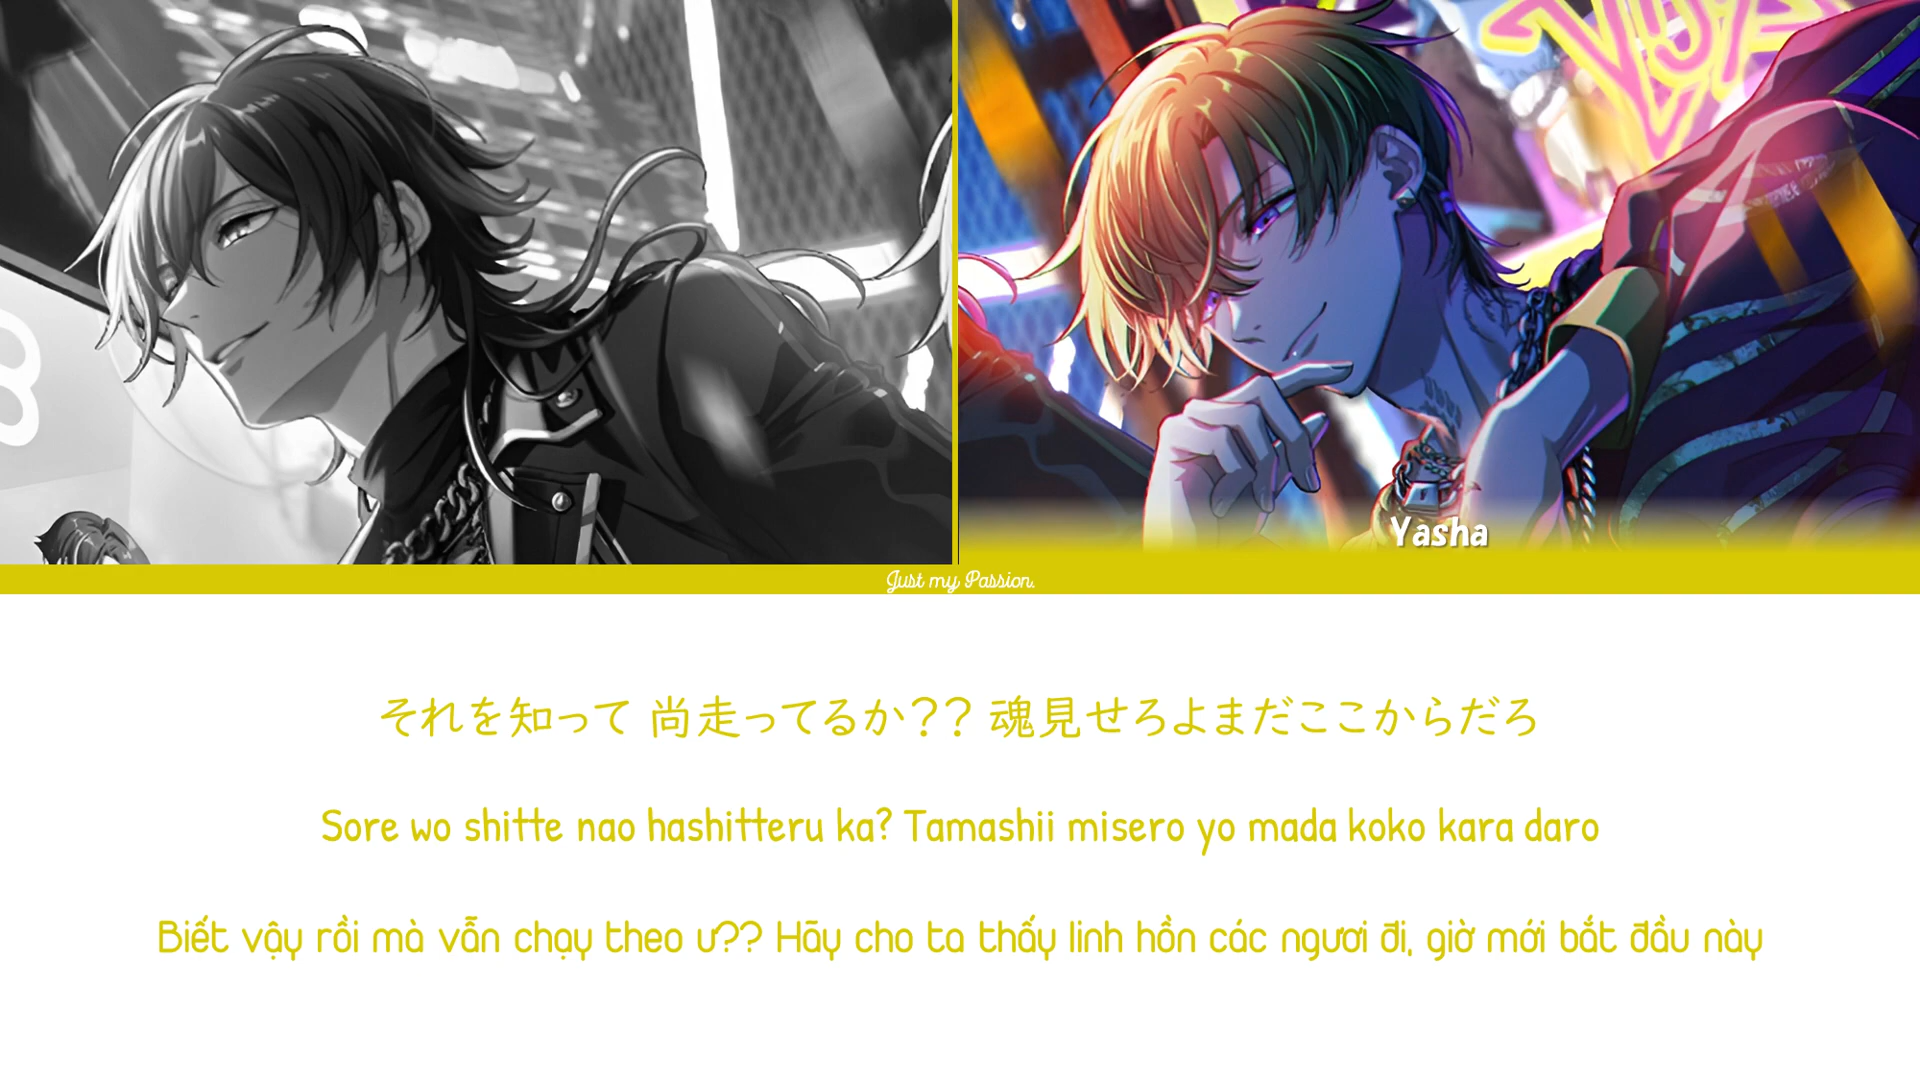 Yasha
Just my Passion.
それを知って 尚走ってるか?? 魂見せろよまだここからだろ
Sore wo shitte nao hashitteru ka? Tamashii misero yo mada koko kara daro
Biết vậy rồi mà vẫn chạy theo ư?? Hãy cho ta thấy linh hồn các ngươi đi, giờ mới bắt đầu này